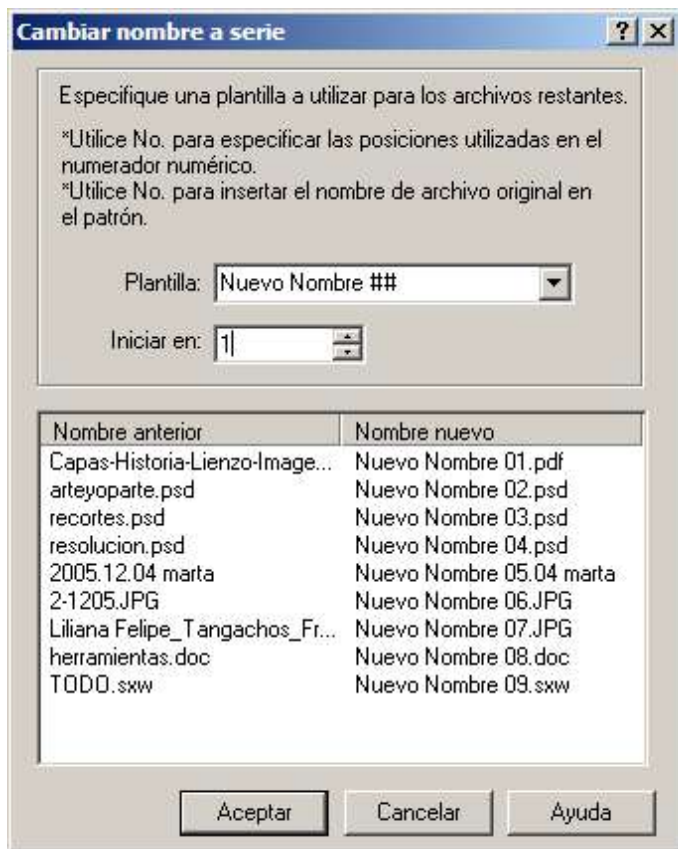 Cambiar nombre a serie
Especifique una plantilla a utilizar para los archivos restantes.
*Utilice No. para especificar las posiciones utilizadas en el
numerador numérico.
*Utilice No. para insertar el nombre de archivo original en
el patrón.
Plantilla: Nuevo Nombre ##
Iniciar en: 1
Nombre anterior Nombre nuevo
Capas-Historia-Lienzo-Image... Nuevo Nombre 01.pdf
arteyoparte.psd Nuevo Nombre 02.psd
recortes.psd Nuevo Nombre 03.psd
resolucion.psd Nuevo Nombre 04.psd
2005.12.04 marta Nuevo Nombre 05.04 marta
2-1205.JPG Nuevo Nombre 06.JPG
Liliana Felipe_Tangachos_Fr... Nuevo Nombre 07.JPG
herramientas.doc Nuevo Nombre 08.doc
TODO.sxw Nuevo Nombre 09.sxw
Aceptar Cancelar Ayuda